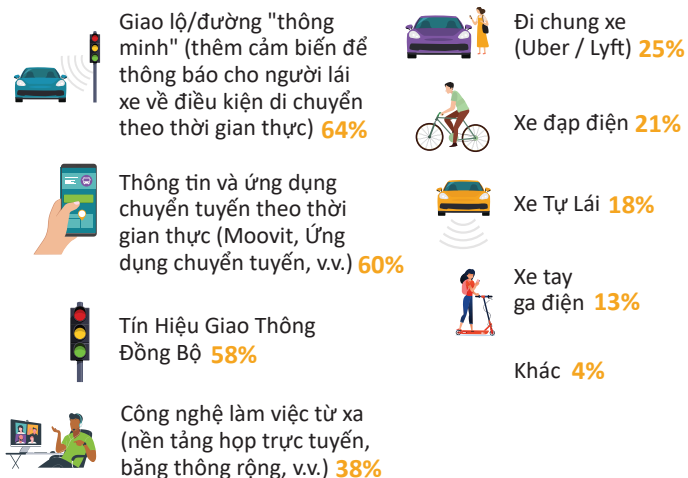 Giao lộ/đường "thông
minh" (thêm cảm biến để
thông báo cho người lái
xe về điều kiện di chuyển
theo thời gian thực) 64%
Thông tin và ứng dụng
chuyển tuyến theo thời
gian thực (Moovit, Ứng
dụng chuyển tuyến, v.v.) 60%
Tín Hiệu Giao Thông
Đồng Bộ 58%
Công nghệ làm việc từ xa
(nền tảng họp trực tuyến,
băng thông rộng, v.v.) 38%
Đi chung xe
(Uber / Lyft) 25%
Xe đạp điện 21%
Xe Tự Lái 18%
Xe tay
ga điện 13%
Khác 4%